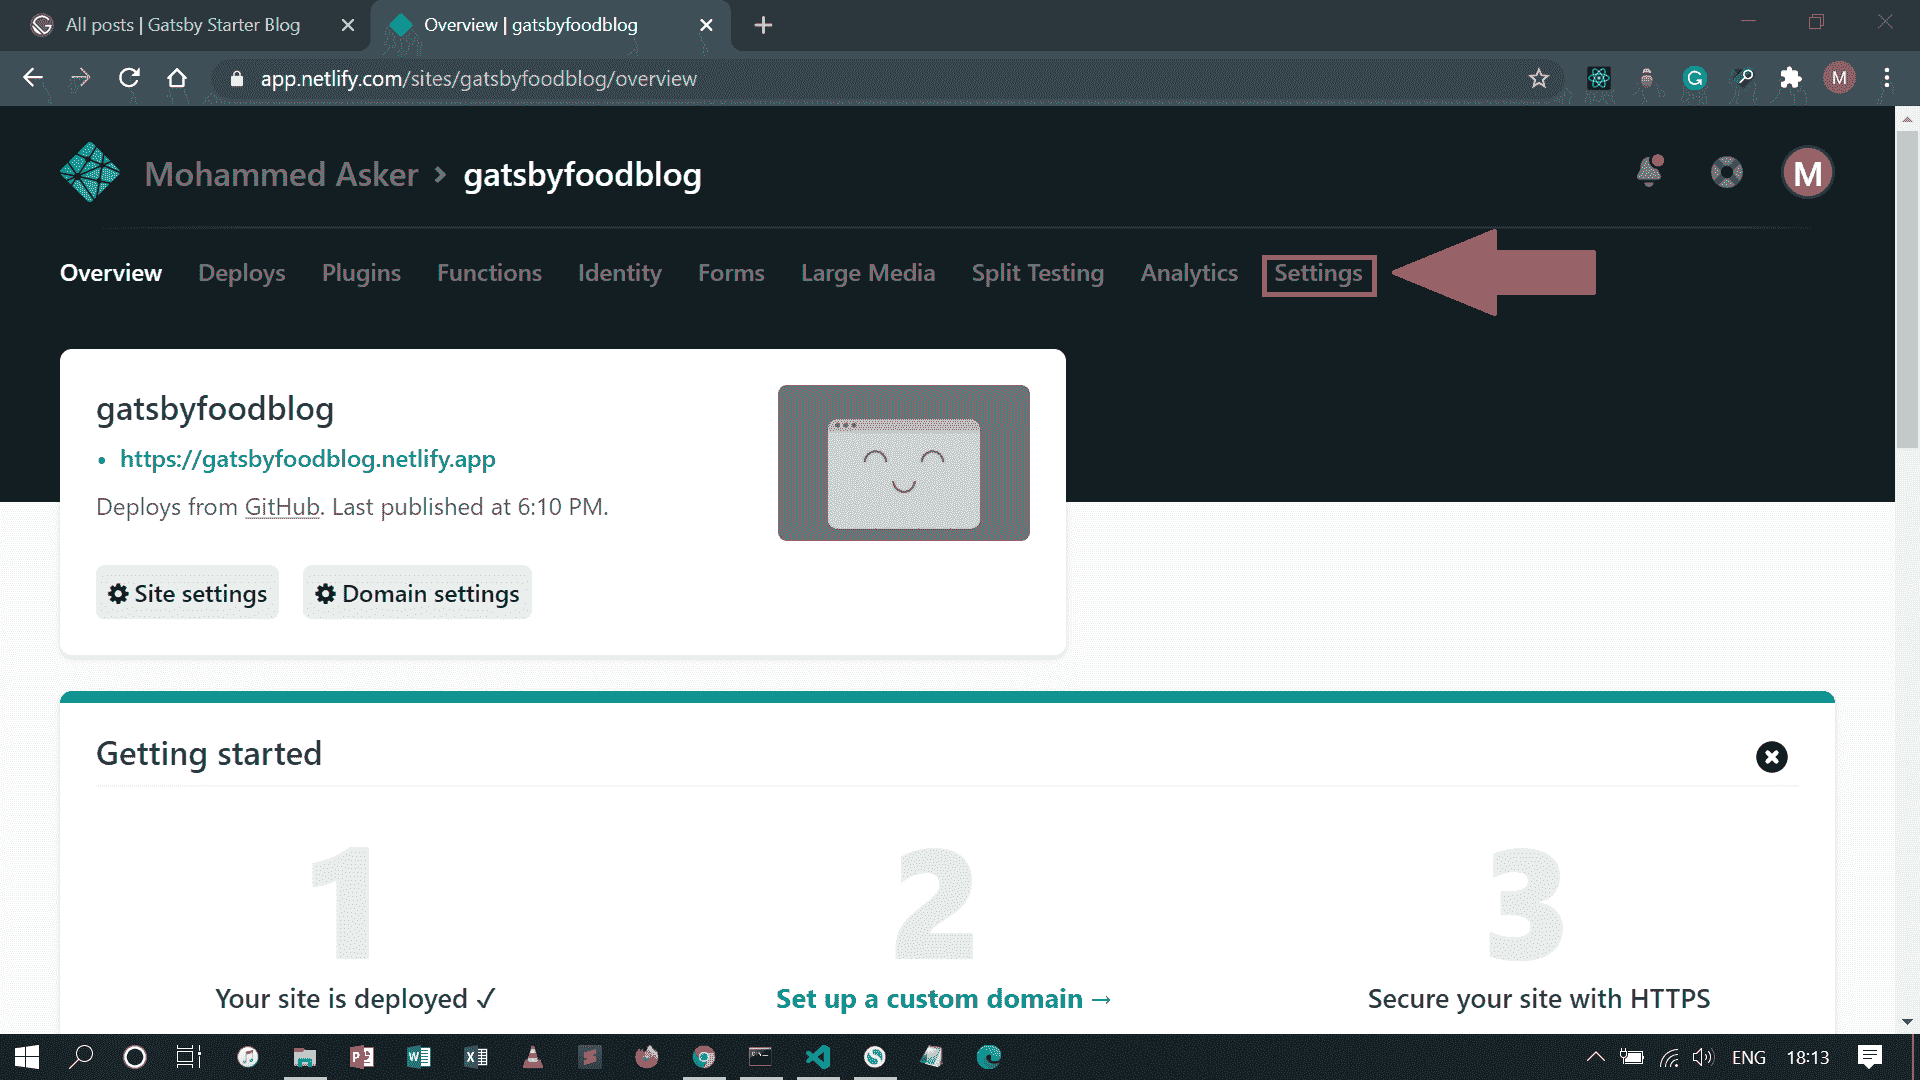 All posts | Gatsby Starter Blog
Overview | gatsbyfoodblog
app.netlify.com/sites/gatsbyfoodblog/overview
M
Mohammed Asker › gatsbyfoodblog
M
Overview Deploys Plugins Functions Identity Forms Large Media Split Testing Analytics Settings
gatsbyfoodblog
• https://gatsbyfoodblog.netlify.app
Deploys from GitHub. Last published at 6:10 PM.
Site settings Domain settings
Getting started
1 2 3
Your site is deployed ✓ Set up a custom domain → Secure your site with HTTPS
ENG 18:13